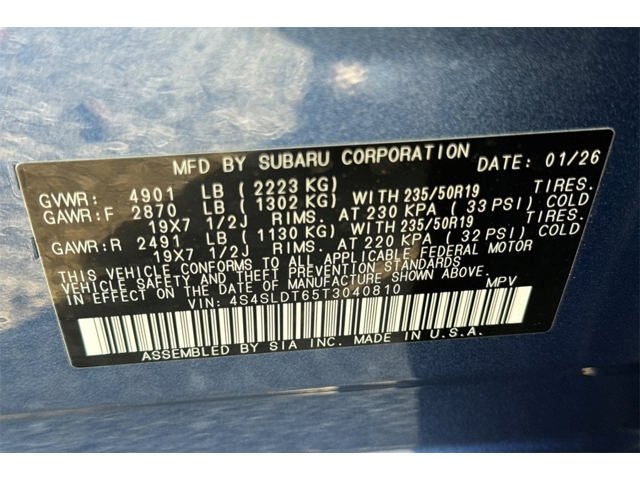 MFD BY SUBARU CORPORATION DATE: 01/26
GVWR: 4901 LB (2223 KG)
GAWR:F 2870 LB (1302 KG) WITH 235/50R19 TIRES.
19X7 1/2J RIMS. AT 230 KPA (33 PSI) COLD
GAWR:R 2491 LB (1130 KG) WITH 235/50R19 TIRES.
19X7 1/2J RIMS. AT 220 KPA (32 PSI) COLD
THIS VEHICLE CONFORMS TO ALL APPLICABLE FEDERAL MOTOR
VEHICLE SAFETY AND THEFT PREVENTION STANDARDS
IN EFFECT ON THE DATE OF MANUFACTURE SHOWN ABOVE.
VIN: 4S4SLDT65T3040810 MPV
ASSEMBLED BY SIA INC. MADE IN U.S.A.